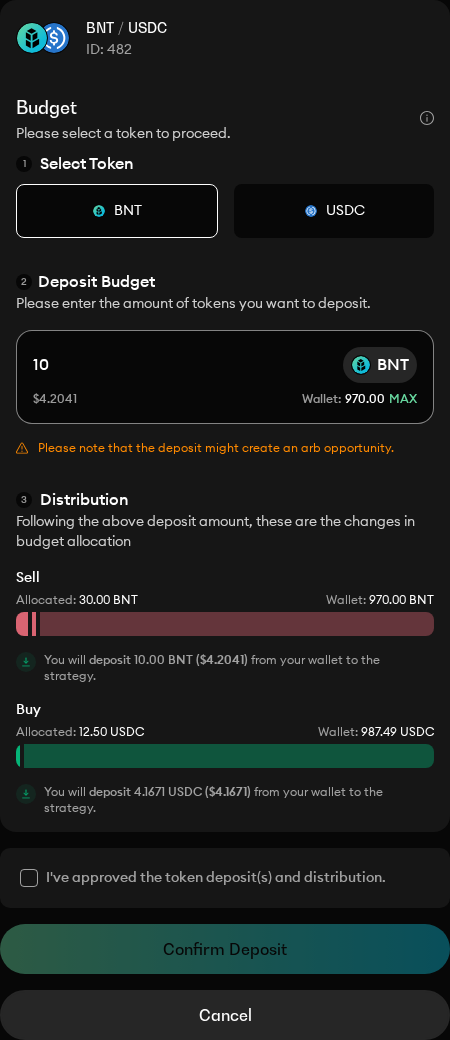 BNT / USDC
ID: 482
Budget
Please select a token to proceed.
1 Select Token
BNT
USDC
2 Deposit Budget
Please enter the amount of tokens you want to deposit.
10
BNT
$4.2041
Wallet: 970.00 MAX
Please note that the deposit might create an arb opportunity.
3 Distribution
Following the above deposit amount, these are the changes in
budget allocation
Sell
Allocated: 30.00 BNT
Wallet: 970.00 BNT
You will deposit 10.00 BNT ($4.2041) from your wallet to the
strategy.
Buy
Allocated: 12.50 USDC
Wallet: 987.49 USDC
You will deposit 4.1671 USDC ($4.1671) from your wallet to the
strategy.
I've approved the token deposit(s) and distribution.
Confirm Deposit
Cancel